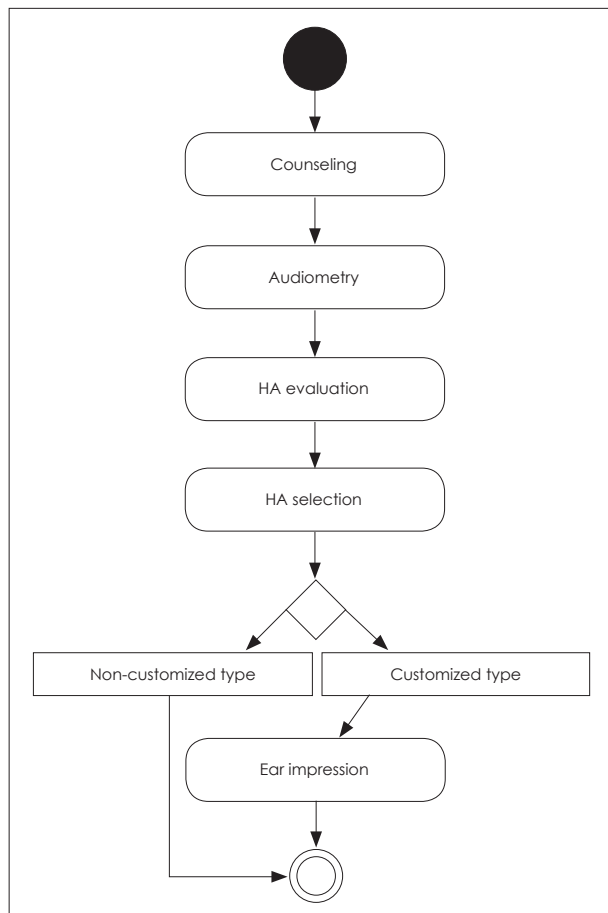 Counseling
Audiometry
HA evaluation
HA selection
Non-customized type
Customized type
Ear impression